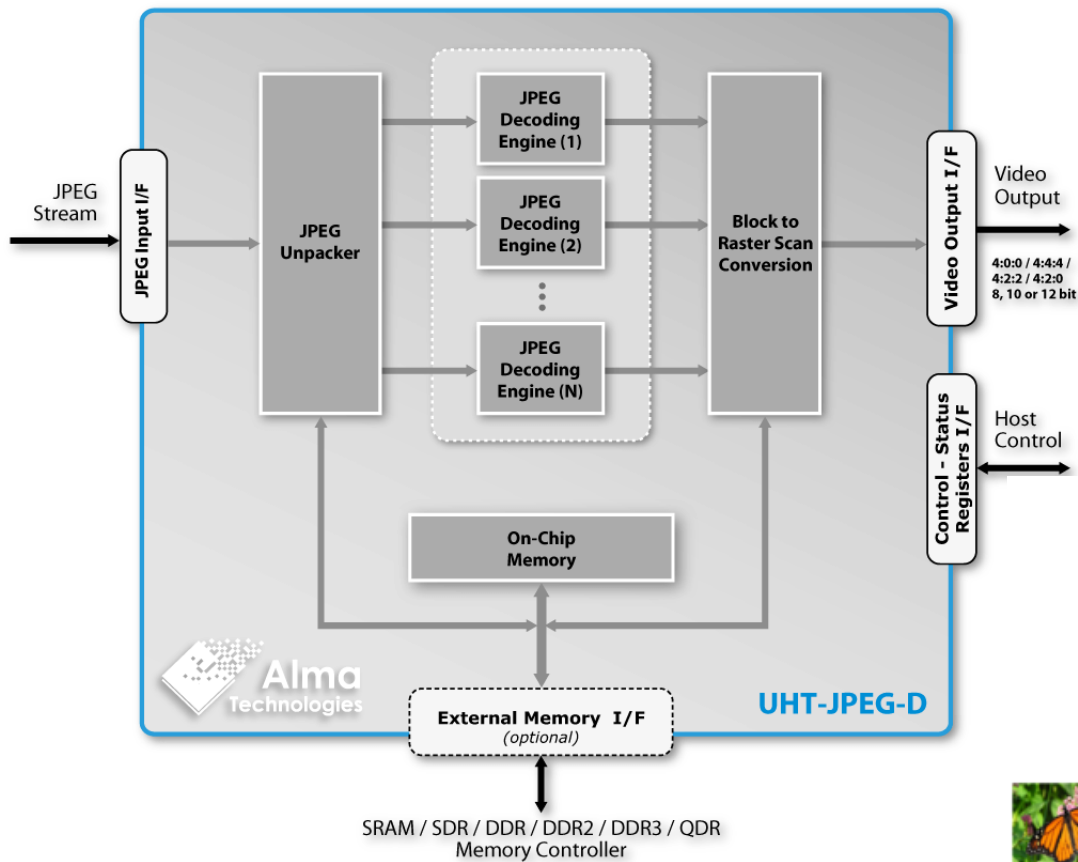 JPEG
Stream
JPEG Input I/F
JPEG
Unpacker
JPEG
Decoding
Engine (1)
JPEG
Decoding
Engine (2)
JPEG
Decoding
Engine (N)
Block to
Raster Scan
Conversion
Video Output I/F
Video
Output
4:0:0 / 4:4:4 /
4:2:2 / 4:2:0
8, 10 or 12 bit
Control - Status
Registers I/F
Host
Control
On-Chip
Memory
Alma
Technologies
UHT-JPEG-D
External Memory I/F
(optional)
SRAM / SDR / DDR / DDR2 / DDR3 / QDR
Memory Controller